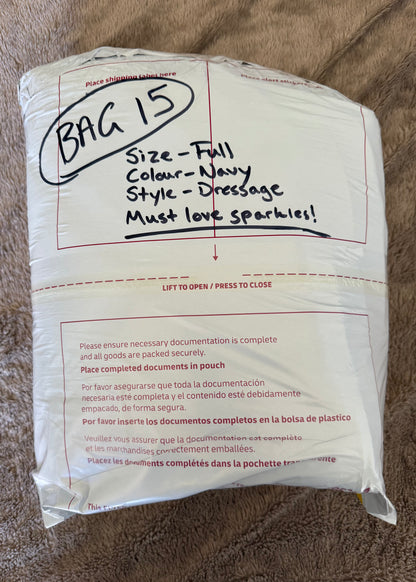 Place shipping label here
Place alert sticker
BAG 15
Size - Full
Colour - Navy
Style - Dressage
Must love sparkles!
LIFT TO OPEN / PRESS TO CLOSE
Please ensure necessary documentation is complete
and all goods are packed securely.
Place completed documents in pouch
Por favor asegurarse que toda la documentación
necesaria esté completa y el contenido esté debidamente
empacado, de forma segura.
Por favor inserte los documentos completos en la bolsa de plastico
Veuillez vous assurer que la documentation est complète
et les marchandises correctement emballées.
Placez les documents complétés dans la pochette
This